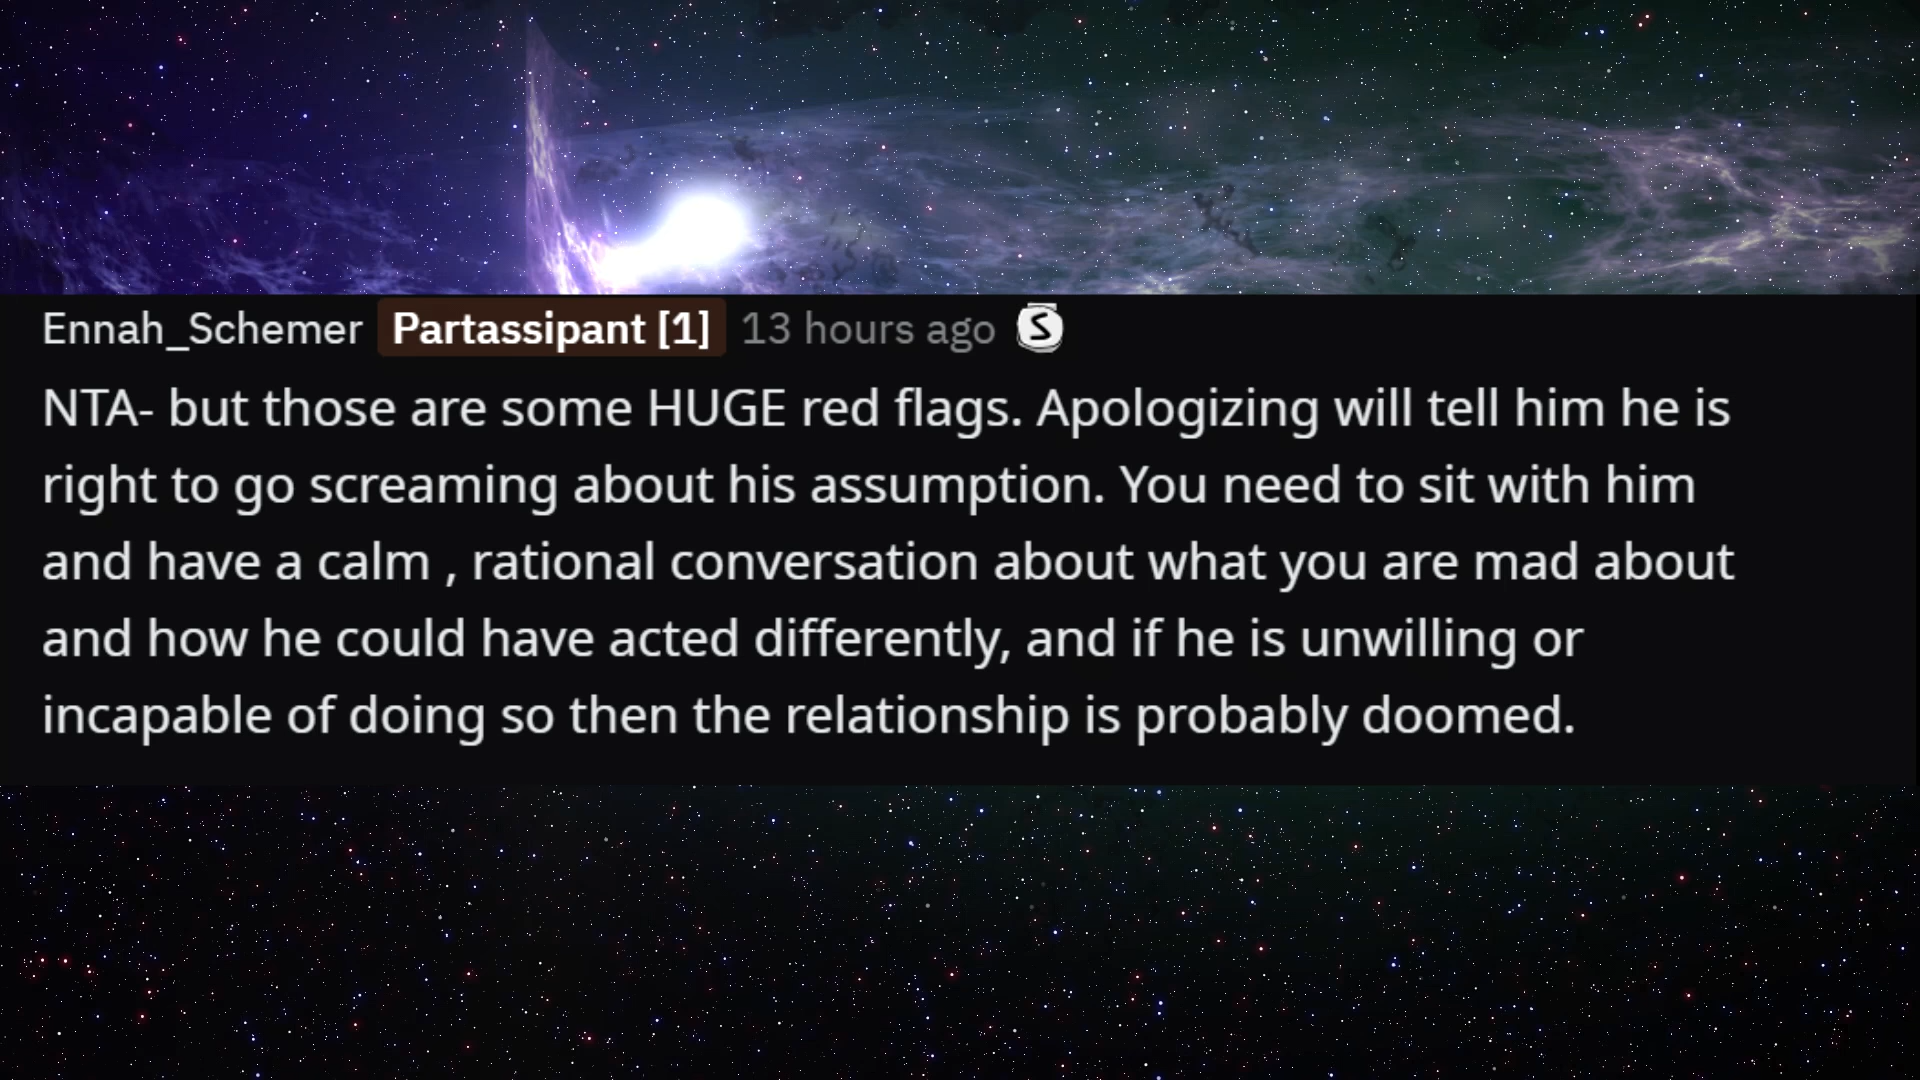 Ennah_Schemer Partassipant [1] 13 hours ago S
NTA- but those are some HUGE red flags. Apologizing will tell him he is
right to go screaming about his assumption. You need to sit with him
and have a calm , rational conversation about what you are mad about
and how he could have acted differently, and if he is unwilling or
incapable of doing so then the relationship is probably doomed.